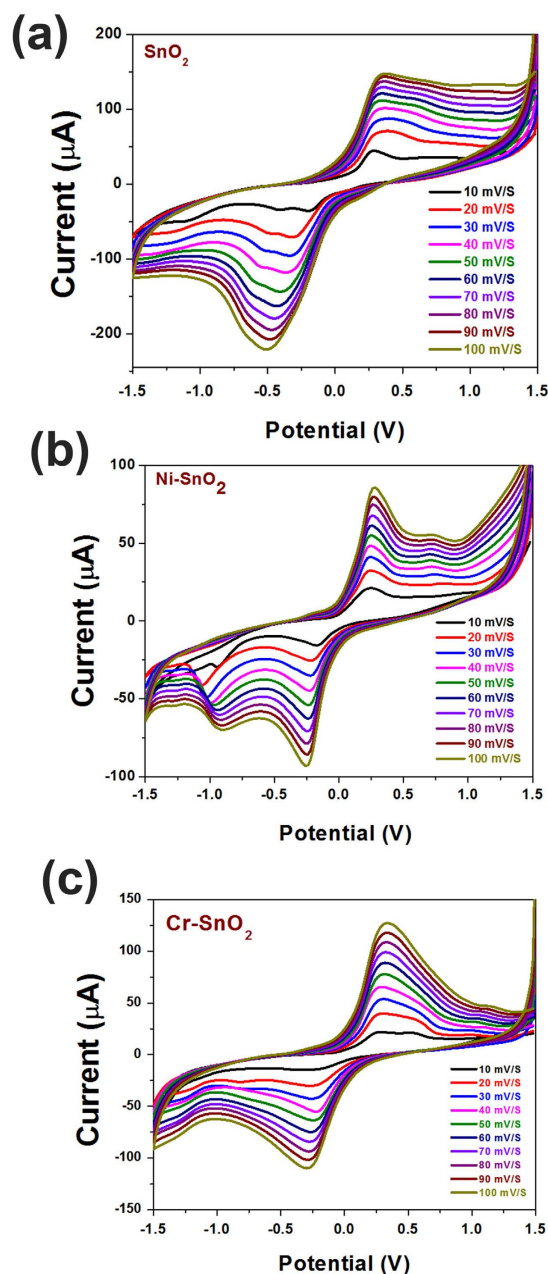 (a)
SnO2
200
100
0
-100
-200
Current (μA)
10 mV/S
20 mV/S
30 mV/S
40 mV/S
50 mV/S
60 mV/S
70 mV/S
80 mV/S
90 mV/S
100 mV/S
-1.5 -1.0 -0.5 0.0 0.5 1.0 1.5
Potential (V)
(b)
Ni-SnO2
100
50
0
-50
-100
Current (μA)
10 mV/S
20 mV/S
30 mV/S
40 mV/S
50 mV/S
60 mV/S
70 mV/S
80 mV/S
90 mV/S
100 mV/S
-1.5 -1.0 -0.5 0.0 0.5 1.0 1.5
Potential (V)
(c)
Cr-SnO2
150
100
50
0
-50
-100
-150
Current (μA)
10 mV/S
20 mV/S
30 mV/S
40 mV/S
50 mV/S
60 mV/S
70 mV/S
80 mV/S
90 mV/S
100 mV/S
-1.5 -1.0 -0.5 0.0 0.5 1.0 1.5
Potential (V)